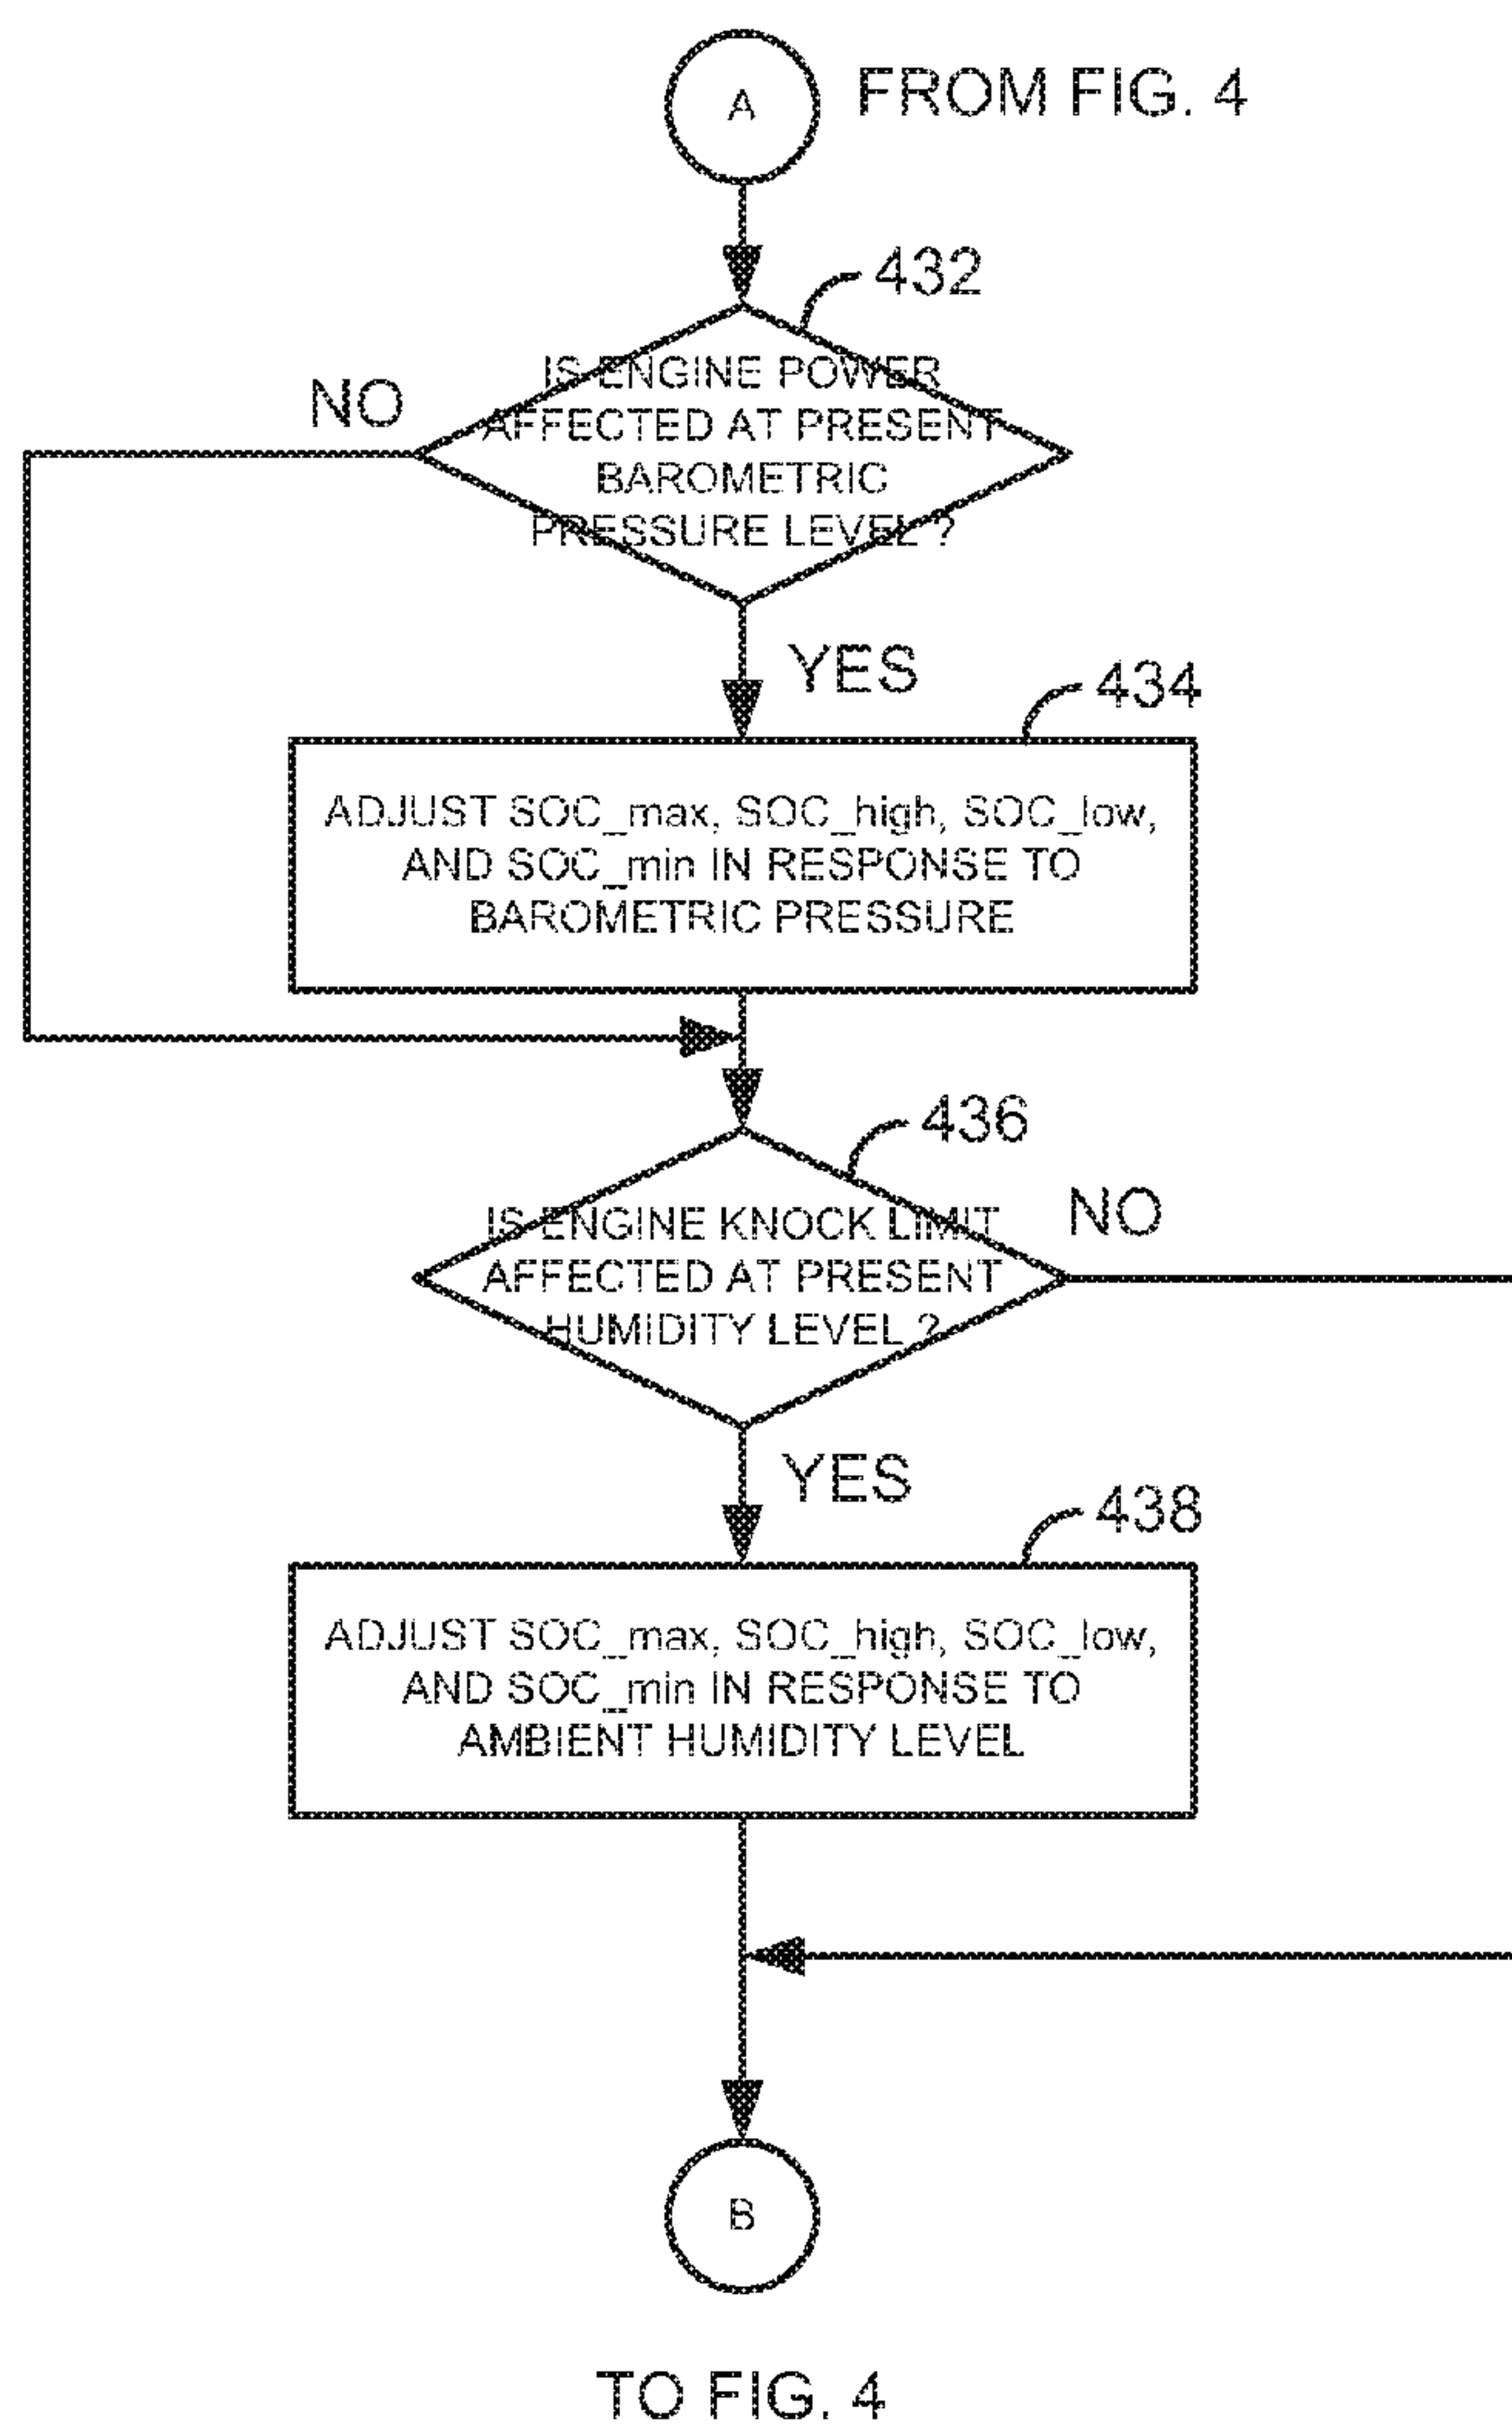 A
FROM FIG. 4
432
IS ENGINE POWER
AFFECTED AT PRESENT
BAROMETRIC
PRESSURE LEVEL ?
NO
YES
434
ADJUST SOC_max, SOC_high, SOC_low,
AND SOC_min IN RESPONSE TO
BAROMETRIC PRESSURE
436
IS ENGINE KNOCK LIMIT
AFFECTED AT PRESENT
HUMIDITY LEVEL ?
NO
YES
438
ADJUST SOC_max, SOC_high, SOC_low,
AND SOC_min IN RESPONSE TO
AMBIENT HUMIDITY LEVEL
B
TO FIG. 4